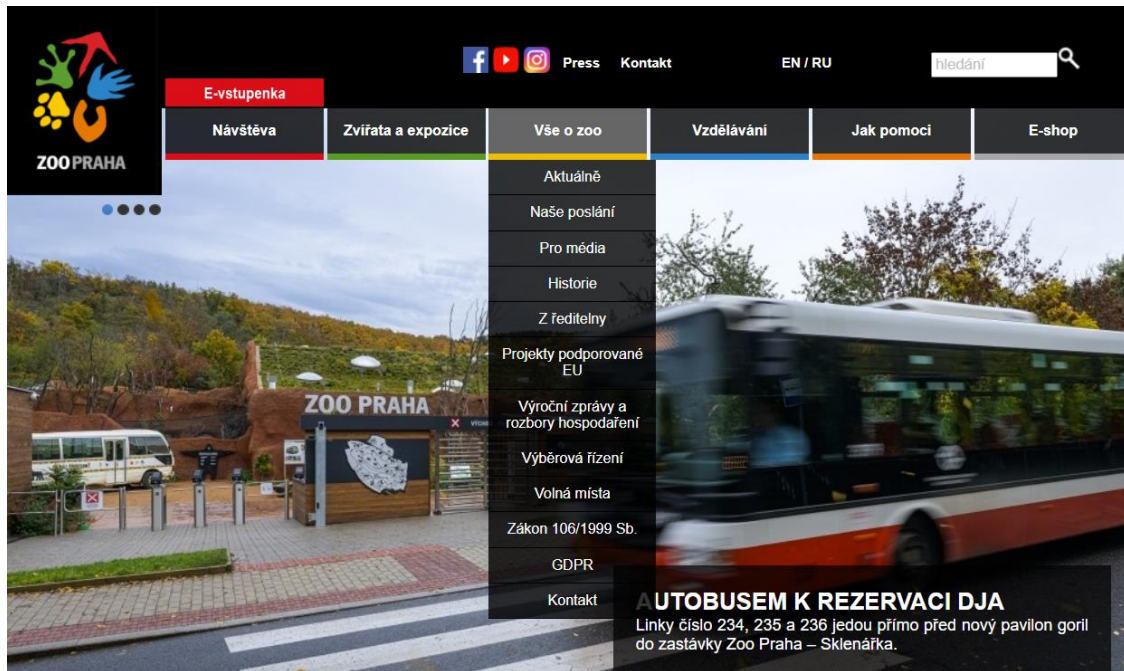 Press Kontakt EN / RU hledání
E-vstupenka
Návštěva Zvířata a expozice Vše o zoo Vzdělávání Jak pomoci E-shop
ZOO PRAHA
Aktuálně
Naše poslání
Pro média
Historie
Z ředitelny
Projekty podporované
EU
Výroční zprávy a
rozbory hospodaření
Výběrová řízení
Volná místa
Zákon 106/1999 Sb.
GDPR
Kontakt
ZOO PRAHA
AUTOBUSEM K REZERVACI DJA
Linky číslo 234, 235 a 236 jedou přímo před nový pavilon goril
do zastávky Zoo Praha – Sklenářka.